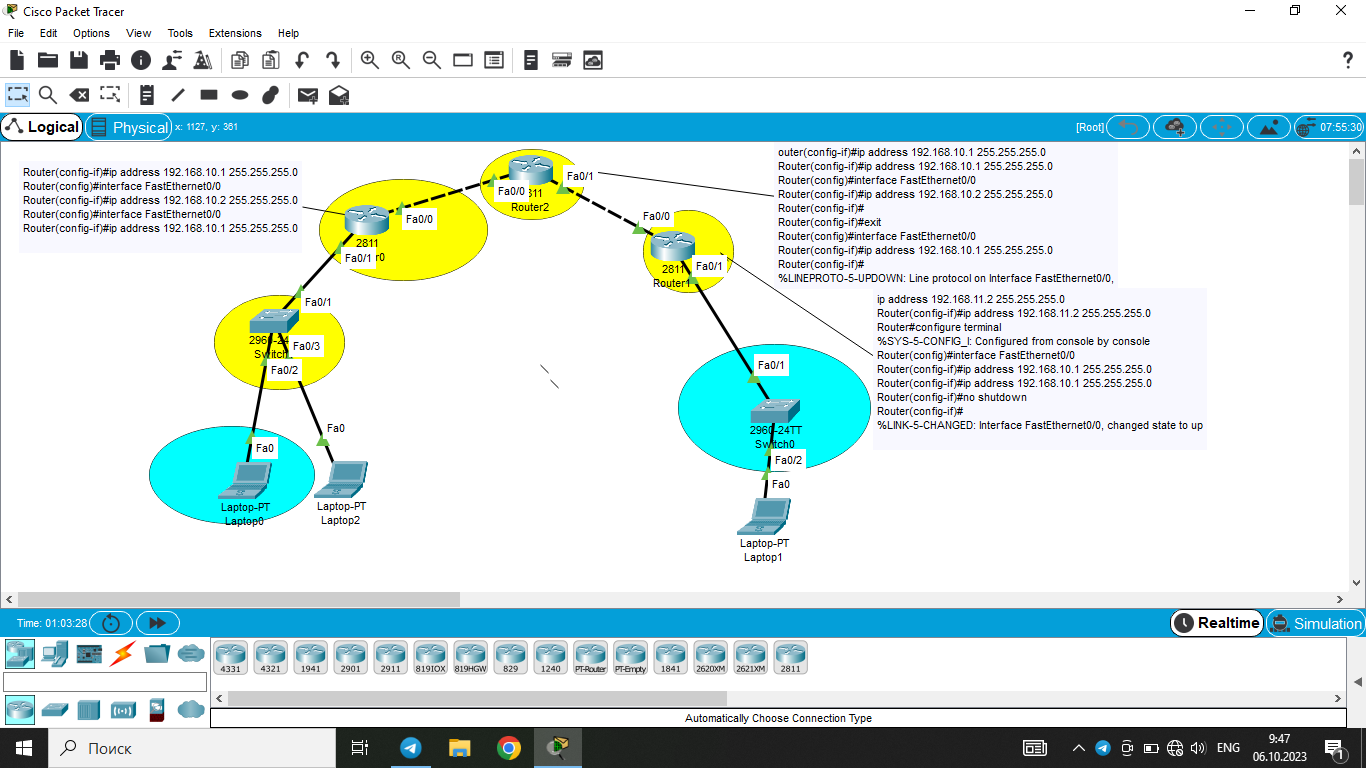 Cisco Packet Tracer
File Edit Options View Tools Extensions Help
Logical Physical x: 1127, y: 361 [Root] 07:55:30
Router(config-if)#ip address 192.168.10.1 255.255.255.0
Router(config)#interface FastEthernet0/0
Router(config-if)#ip address 192.168.10.2 255.255.255.0
Router(config)#interface FastEthernet0/0
Router(config-if)#ip address 192.168.10.1 255.255.255.0
outer(config-if)#ip address 192.168.10.1 255.255.255.0
Router(config-if)#ip address 192.168.10.1 255.255.255.0
Router(config)#interface FastEthernet0/0
Router(config-if)#ip address 192.168.10.2 255.255.255.0
Router(config-if)#
Router(config-if)#exit
Router(config)#interface FastEthernet0/0
Router(config-if)#ip address 192.168.10.1 255.255.255.0
Router(config-if)#
%LINEPROTO-5-UPDOWN: Line protocol on Interface FastEthernet0/0,
ip address 192.168.11.2 255.255.255.0
Router(config-if)#ip address 192.168.11.2 255.255.255.0
Router#configure terminal
%SYS-5-CONFIG_I: Configured from console by console
Router(config)#interface FastEthernet0/0
Router(config-if)#ip address 192.168.10.1 255.255.255.0
Router(config-if)#ip address 192.168.10.1 255.255.255.0
Router(config-if)#no shutdown
Router(config-if)#
%LINK-5-CHANGED: Interface FastEthernet0/0, changed state to up
Fa0/1
Fa0/0
311
Router2
Fa0/0
2811
Fa0/1 r0
Fa0/0
2811
Fa0/1
Router1
Fa0/1
2960-24
Fa0/3
Switch
Fa0/2
Fa0/1
2960-24TT
Switch0
Fa0/2
Fa0
Fa0
Fa0
Laptop-PT
Laptop0
Laptop-PT
Laptop2
Laptop-PT
Laptop1
Time: 01:03:28 Realtime Simulation
4331 4321 1941 2901 2911 819IOX 819HGW 829 1240 PT-Router PT-Empty 1841 2620XM 2621XM 2811
Automatically Choose Connection Type
Поиск ENG 9:47
06.10.2023 1